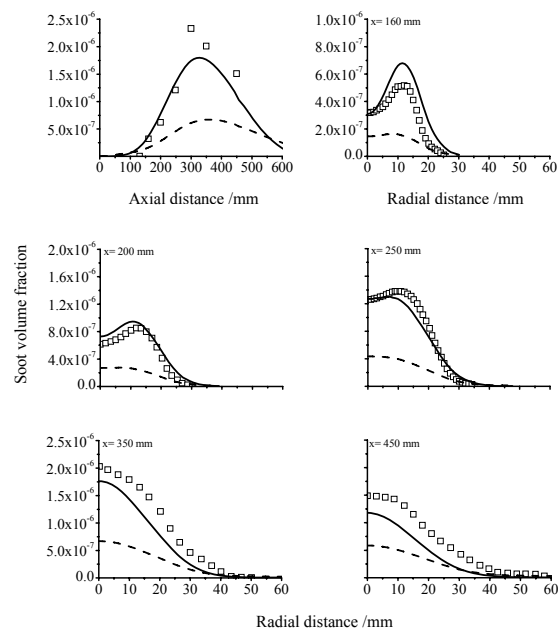 2.5x10⁻⁶
2.0x10⁻⁶
1.5x10⁻⁶
1.0x10⁻⁶
5.0x10⁻⁷
0 100 200 300 400 500 600
Axial distance /mm
x= 160 mm
1.0x10⁻⁶
8.0x10⁻⁷
6.0x10⁻⁷
4.0x10⁻⁷
2.0x10⁻⁷
0.0
0 10 20 30 40 50 60
Radial distance /mm
Soot volume fraction
x= 200 mm
2.0x10⁻⁶
1.6x10⁻⁶
1.2x10⁻⁶
8.0x10⁻⁷
4.0x10⁻⁷
0.0
0 10 20 30 40 50 60
x= 250 mm
0 10 20 30 40 50 60
x= 350 mm
2.5x10⁻⁶
2.0x10⁻⁶
1.5x10⁻⁶
1.0x10⁻⁶
5.0x10⁻⁷
0.0
0 10 20 30 40 50 60
x= 450 mm
0 10 20 30 40 50 60
Radial distance /mm